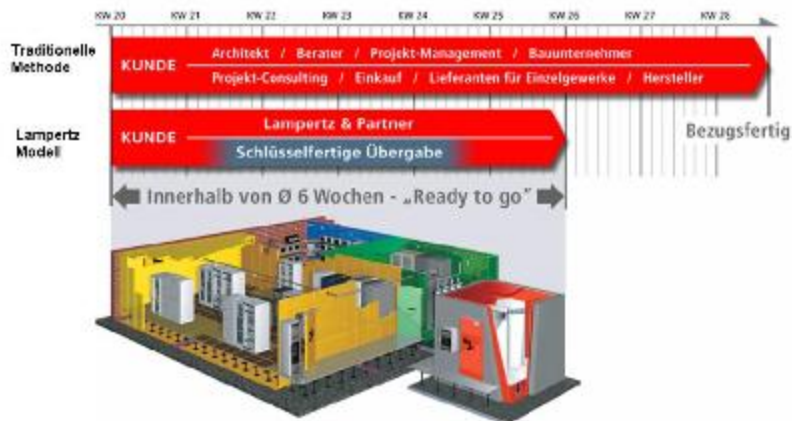 KW 20 KW 21 KW 22 KW 23 KW 24 KW 25 KW 26 KW 27 KW 28
Traditionelle
Methode
KUNDE
Architekt / Berater / Projekt-Management / Bauunternehmer
Projekt-Consulting / Einkauf / Lieferanten für Einzelgewerke / Hersteller
Lampertz
Modell
KUNDE
Lampertz & Partner
Schlüsselfertige Übergabe
Bezugsfertig
Innerhalb von Ø 6 Wochen - „Ready to go“